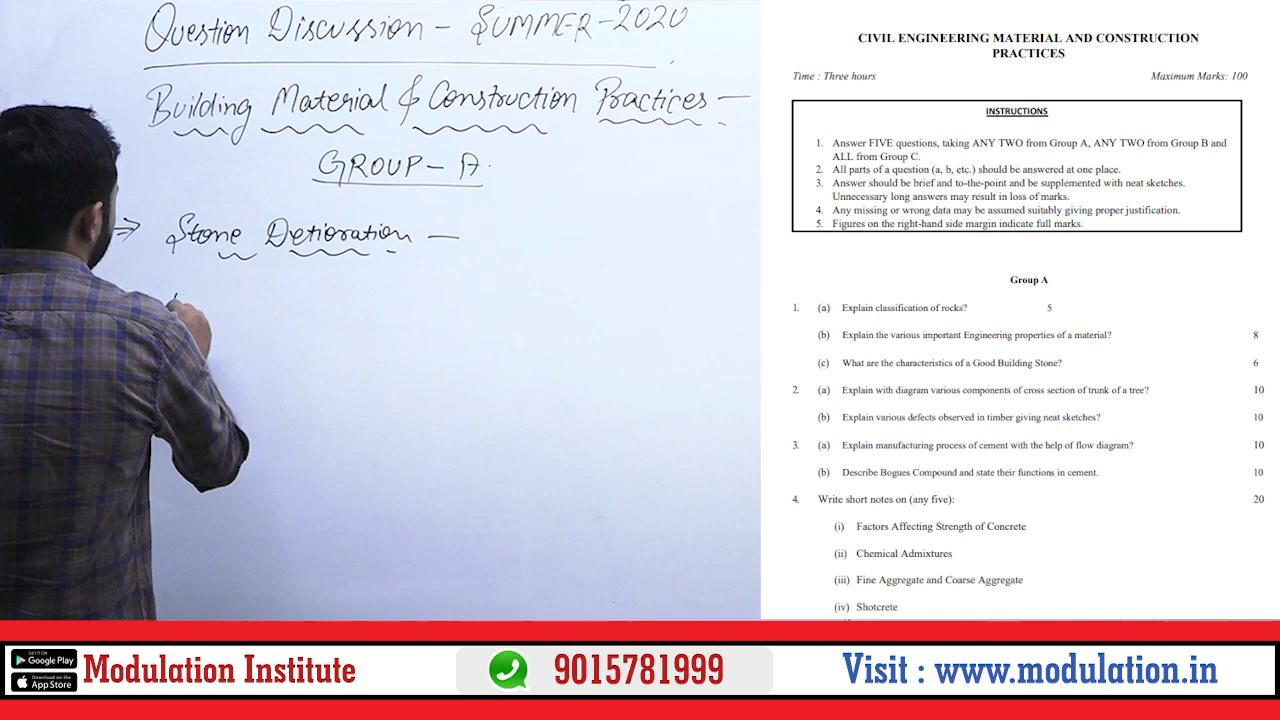 Question Discussion - SUMMER-2020
Building Material & Construction Practices -
GROUP - A.
⇒ Stone Detioration -
CIVIL ENGINEERING MATERIAL AND CONSTRUCTION
PRACTICES
Time : Three hours Maximum Marks: 100
INSTRUCTIONS
1. Answer FIVE questions, taking ANY TWO from Group A, ANY TWO from Group B and
ALL from Group C.
2. All parts of a question (a, b, etc.) should be answered at one place.
3. Answer should be brief and to-the-point and be supplemented with neat sketches.
Unnecessary long answers may result in loss of marks.
4. Any missing or wrong data may be assumed suitably giving proper justification.
5. Figures on the right-hand side margin indicate full marks.
Group A
1. (a) Explain classification of rocks? 5
(b) Explain the various important Engineering properties of a material? 8
(c) What are the characteristics of a Good Building Stone? 6
2. (a) Explain with diagram various components of cross section of trunk of a tree? 10
(b) Explain various defects observed in timber giving neat sketches? 10
3. (a) Explain manufacturing process of cement with the help of flow diagram? 10
(b) Describe Bogues Compound and state their functions in cement. 10
4. Write short notes on (any five): 20
(i) Factors Affecting Strength of Concrete
(ii) Chemical Admixtures
(iii) Fine Aggregate and Coarse Aggregate
(iv) Shotcrete
GET IT ON
Google Play
Download on the
App Store
Modulation Institute
9015781999
Visit : www.modulation.in